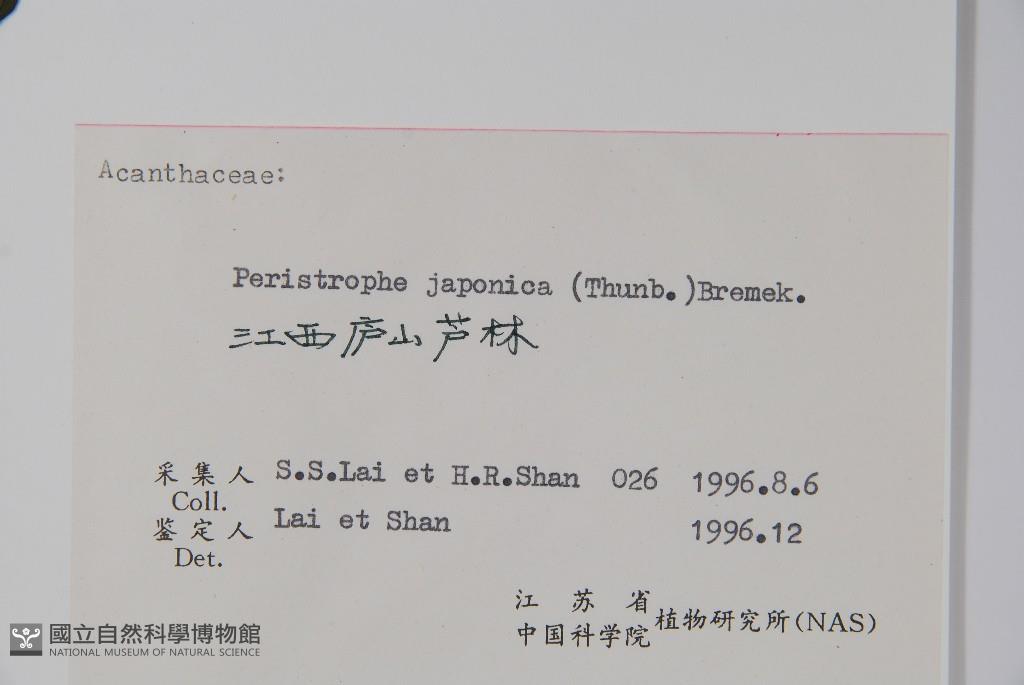 Acanthaceae:
Peristrophe japonica (Thunb.)Bremek.
江西庐山芦林
采集人 S.S.Lai et H.R.Shan 026 1996.8.6
Coll.
鉴定人 Lai et Shan 1996.12
Det.
江苏省
中国科学院 植物研究所(NAS)
國立自然科學博物館
NATIONAL MUSEUM OF NATURAL SCIENCE